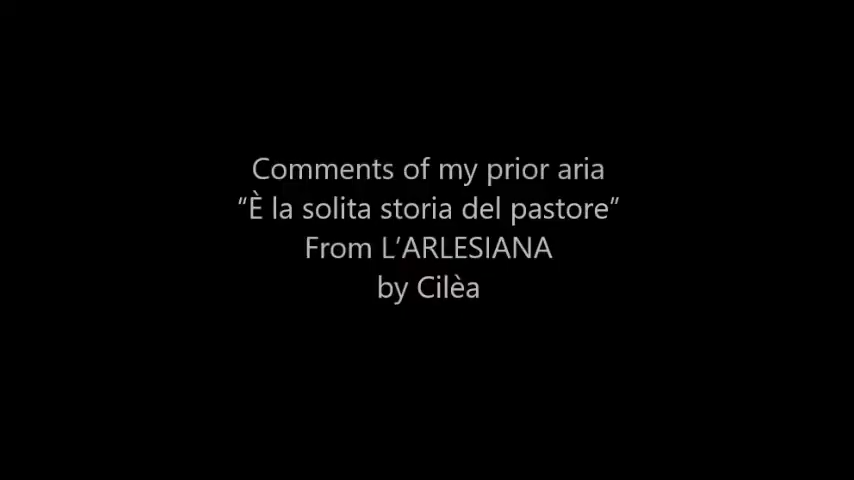 Comments of my prior aria
“È la solita storia del pastore”
From L’ARLESIANA
by Cilèa